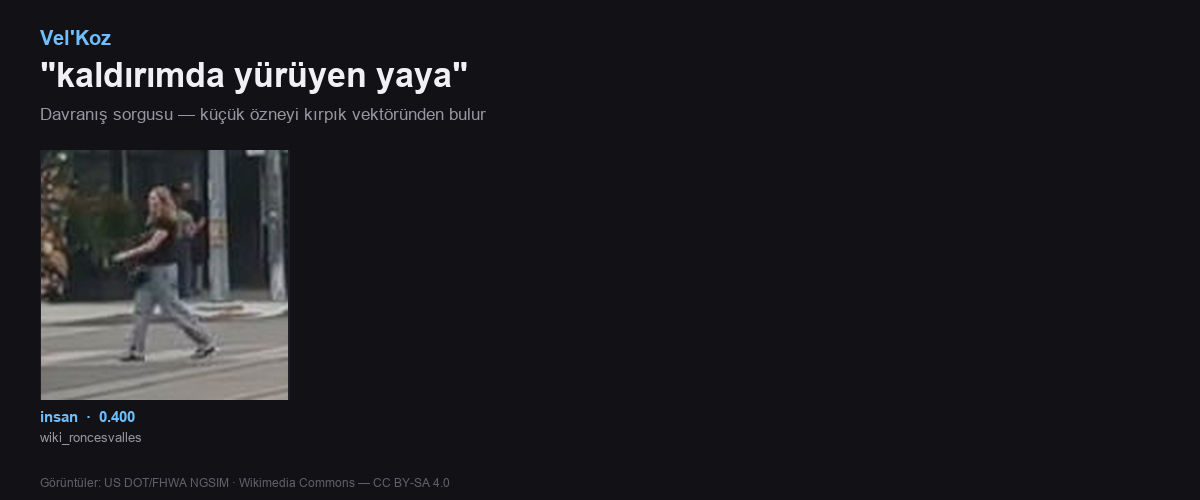 Vel'Koz
"kaldırımda yürüyen yaya"
Davranış sorgusu — küçük özneyi kırpık vektöründen bulur
insan · 0.400
wiki_roncesvalles
Görüntüler: US DOT/FHWA NGSIM · Wikimedia Commons — CC BY-SA 4.0